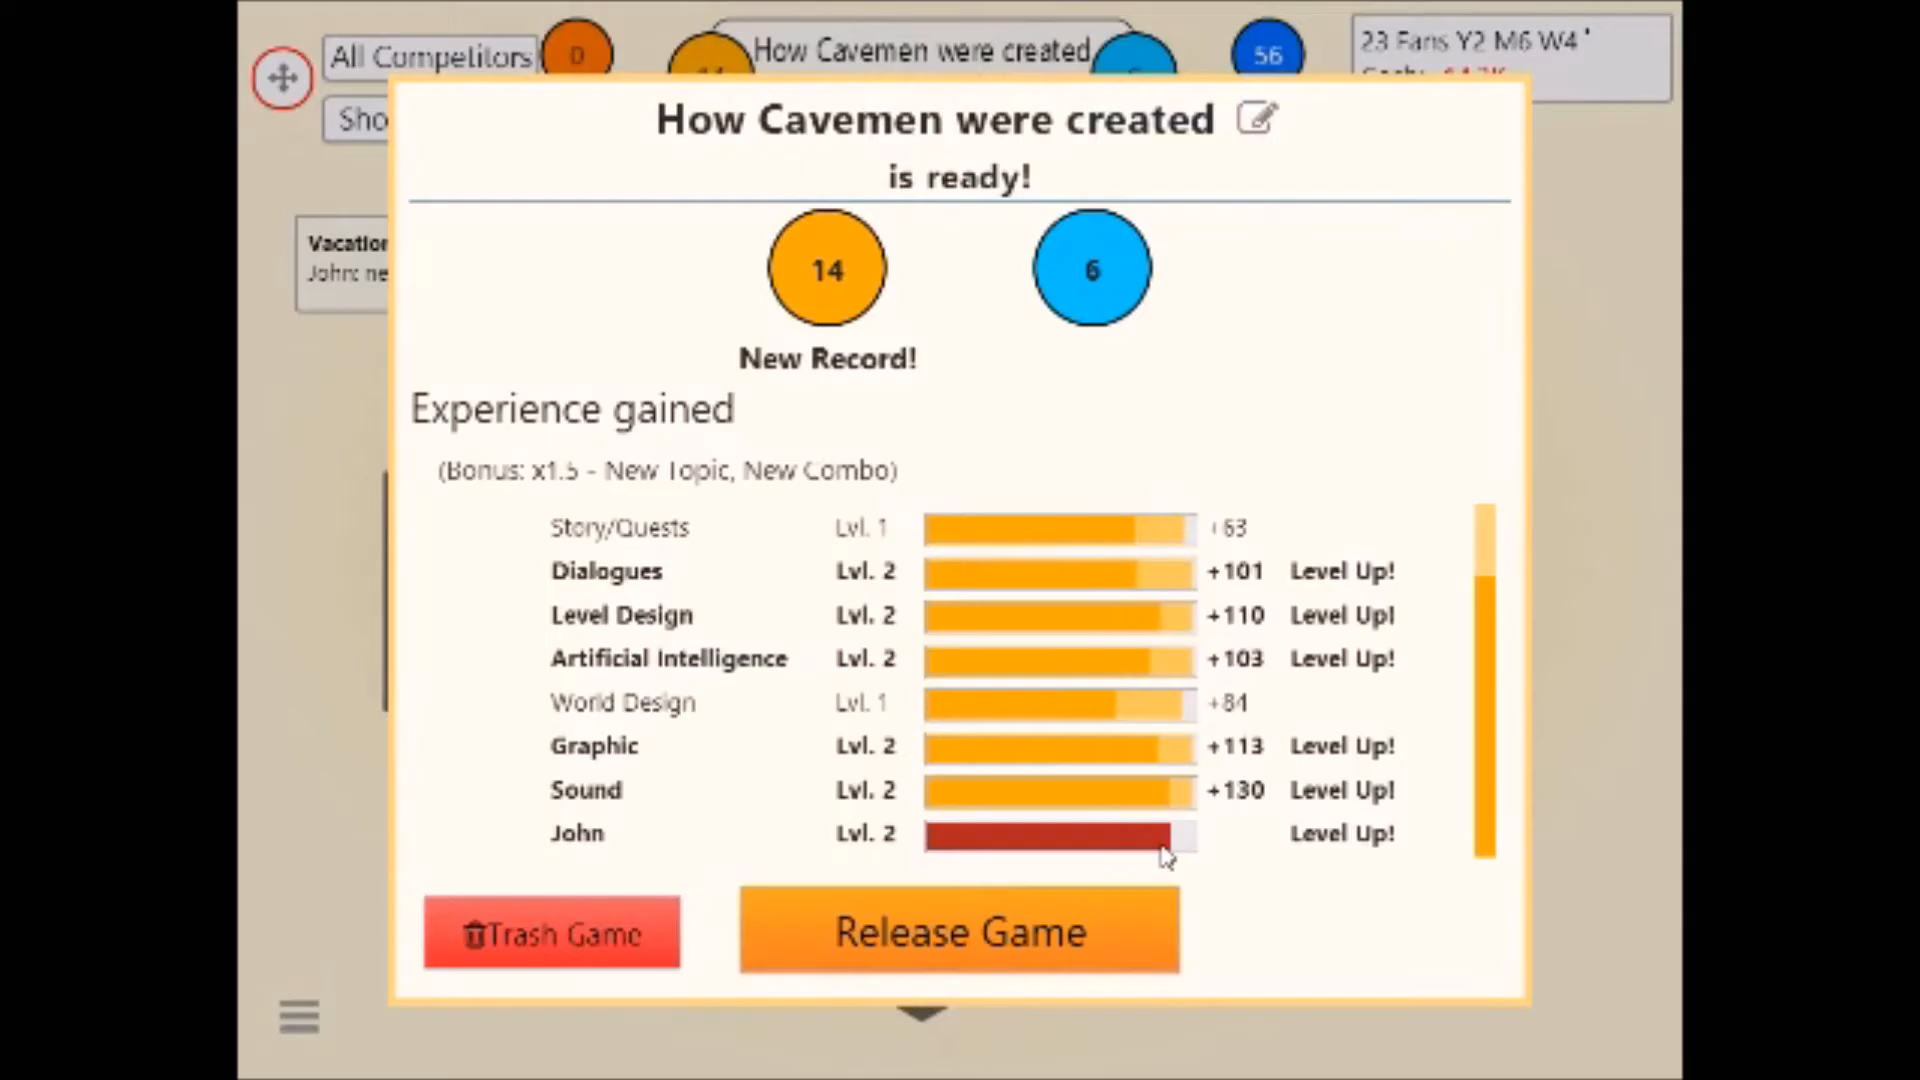 All Competitors
0
How Cavemen were created
56
23 Fans Y2 M6 W4
Sho
How Cavemen were created
is ready!
Vacation
John: ne
14
6
New Record!
Experience gained
(Bonus: x1.5 - New Topic, New Combo)
Story/Quests Lvl. 1 +63
Dialogues Lvl. 2 +101 Level Up!
Level Design Lvl. 2 +110 Level Up!
Artificial Intelligence Lvl. 2 +103 Level Up!
World Design Lvl. 1 +84
Graphic Lvl. 2 +113 Level Up!
Sound Lvl. 2 +130 Level Up!
John Lvl. 2 Level Up!
Trash Game
Release Game